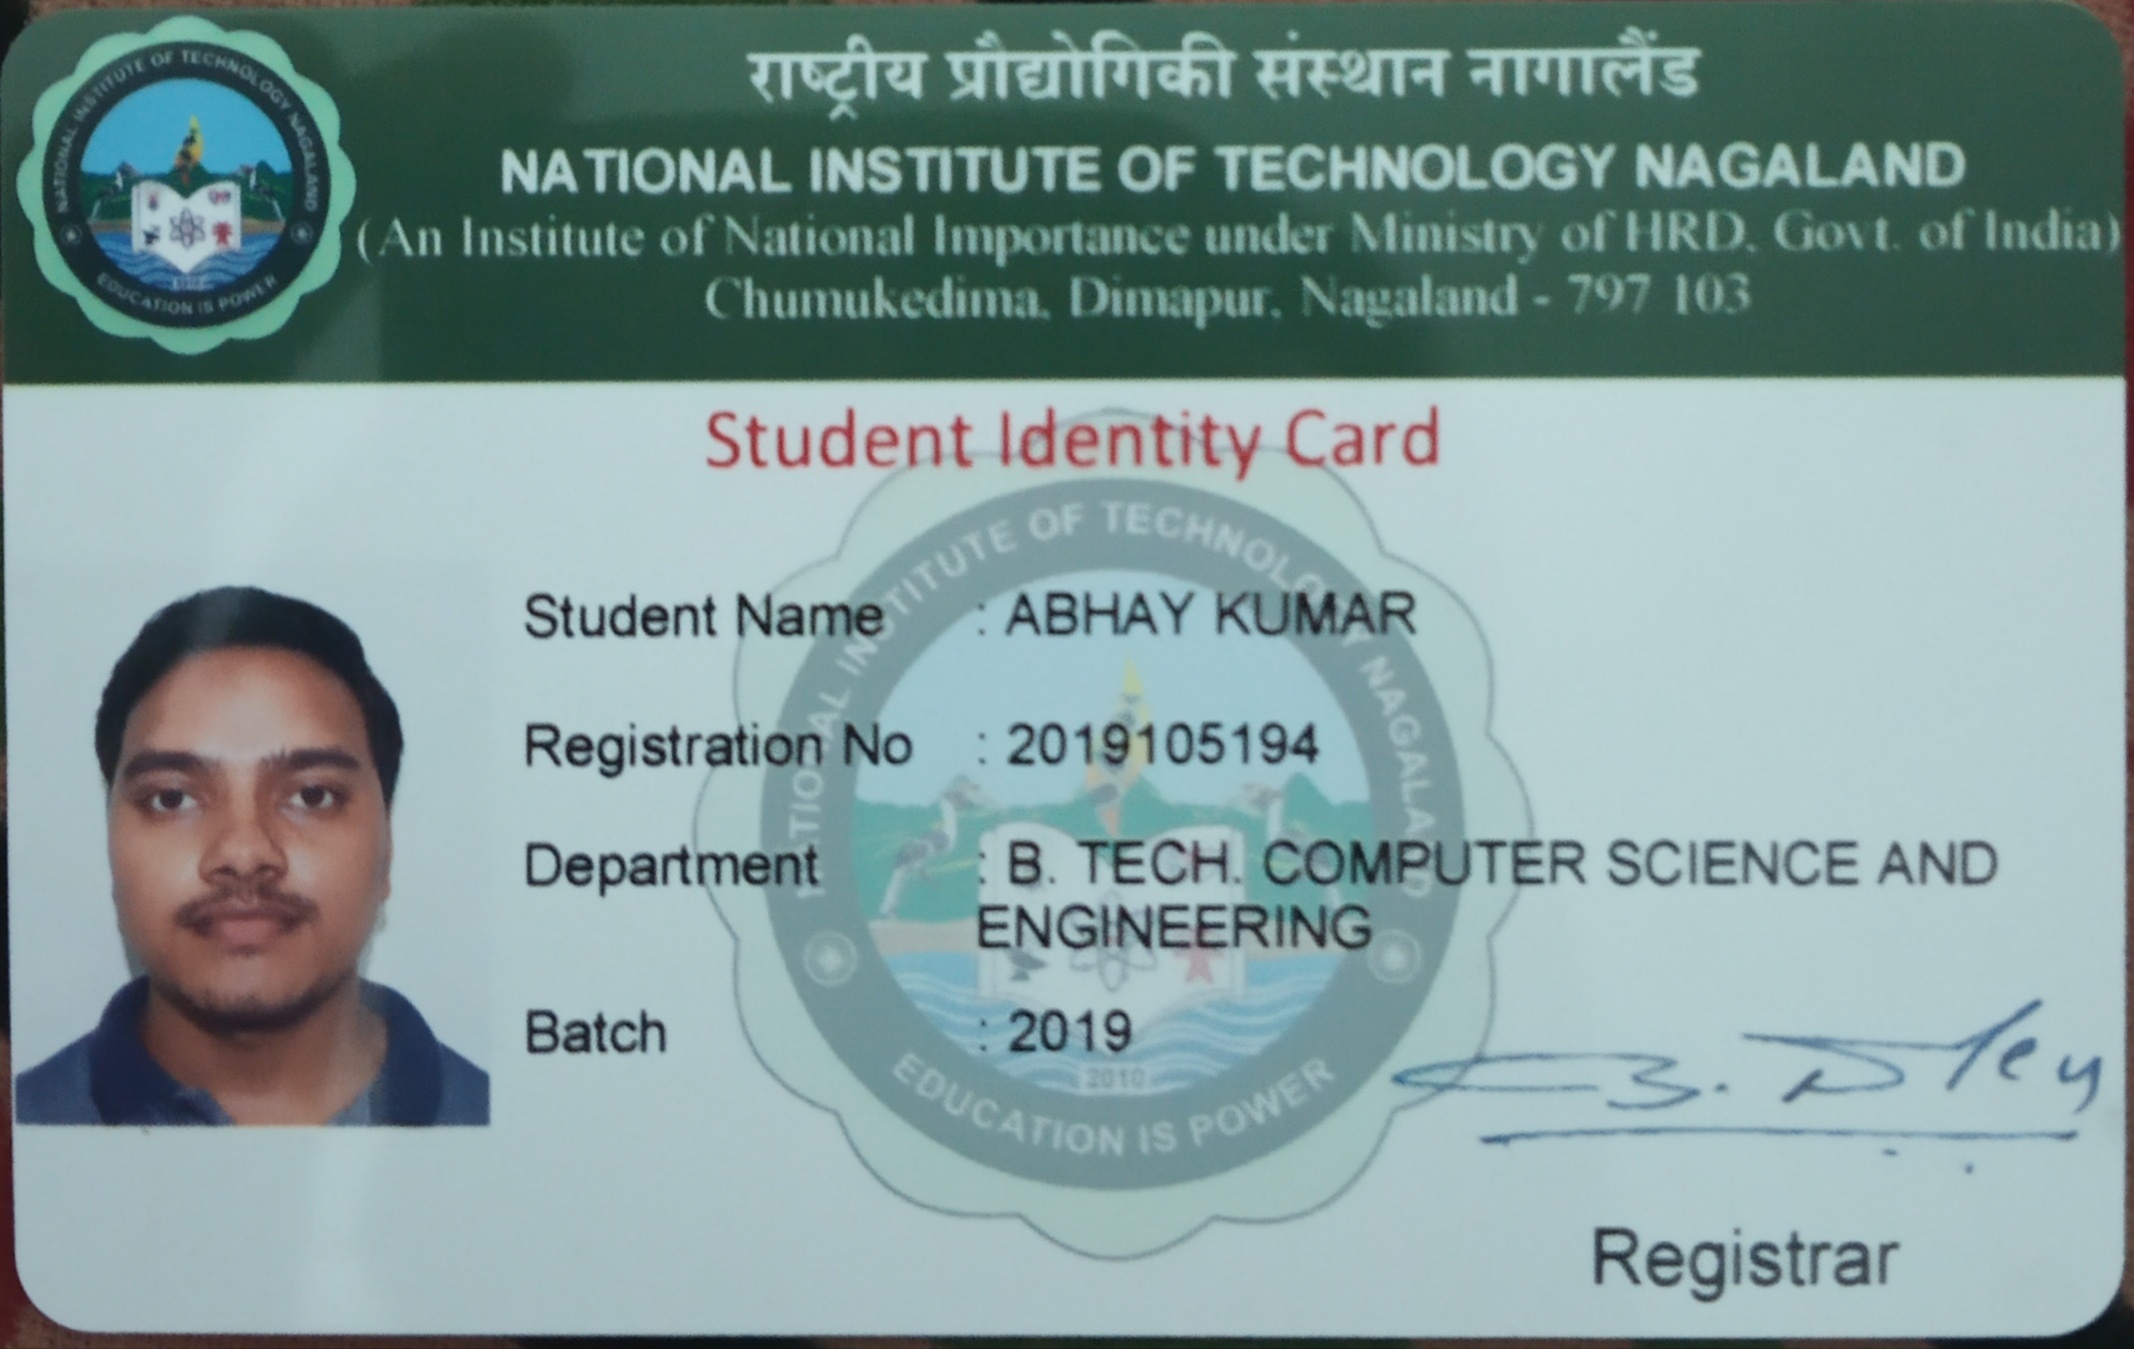 NATIONAL INSTITUTE OF TECHNOLOGY NAGALAND
EDUCATION IS POWER
राष्ट्रीय प्रौद्योगिकी संस्थान नागालैंड
NATIONAL INSTITUTE OF TECHNOLOGY NAGALAND
(An Institute of National Importance under Ministry of HRD, Govt. of India)
Chumukedima, Dimapur, Nagaland - 797 103
Student Identity Card
NATIONAL INSTITUTE OF TECHNOLOGY NAGALAND
Student Name : ABHAY KUMAR
Registration No : 2019105194
Department : B. TECH. COMPUTER SCIENCE AND
ENGINEERING
Batch : 2019
2010
EDUCATION IS POWER
Registrar